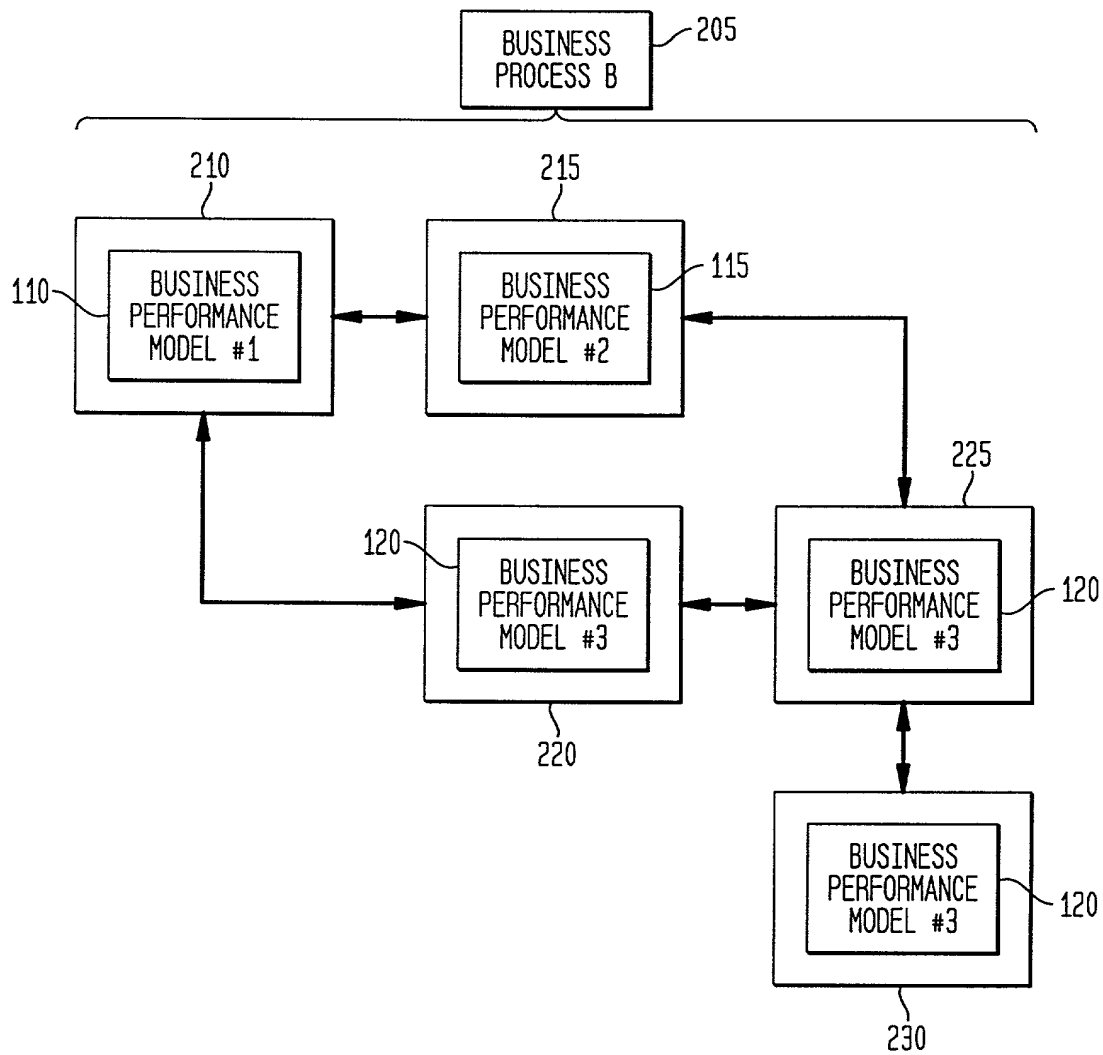 BUSINESS
PROCESS B
205
210
215
110
BUSINESS
PERFORMANCE
MODEL #1
BUSINESS
PERFORMANCE
MODEL #2
115
225
120
BUSINESS
PERFORMANCE
MODEL #3
BUSINESS
PERFORMANCE
MODEL #3
120
220
BUSINESS
PERFORMANCE
MODEL #3
120
230